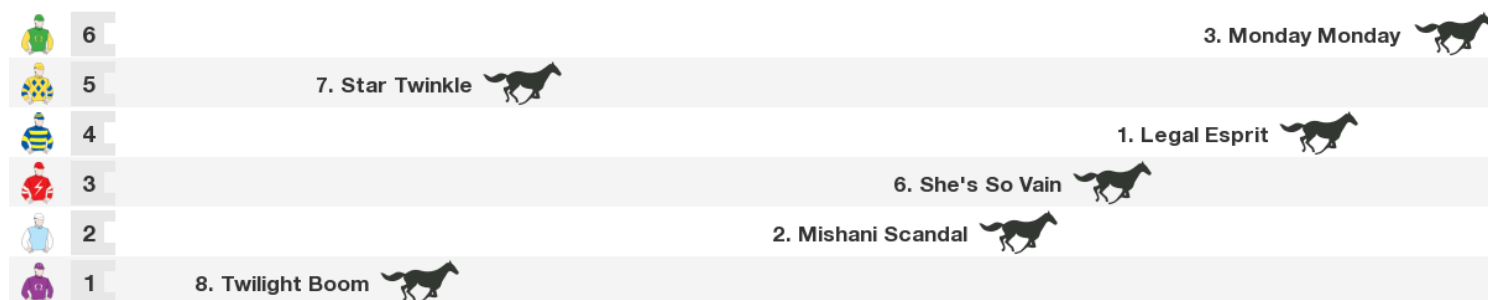 6 3. Monday Monday
5 7. Star Twinkle
4 1. Legal Esprit
3 6. She's So Vain
2 2. Mishani Scandal
1 8. Twilight Boom